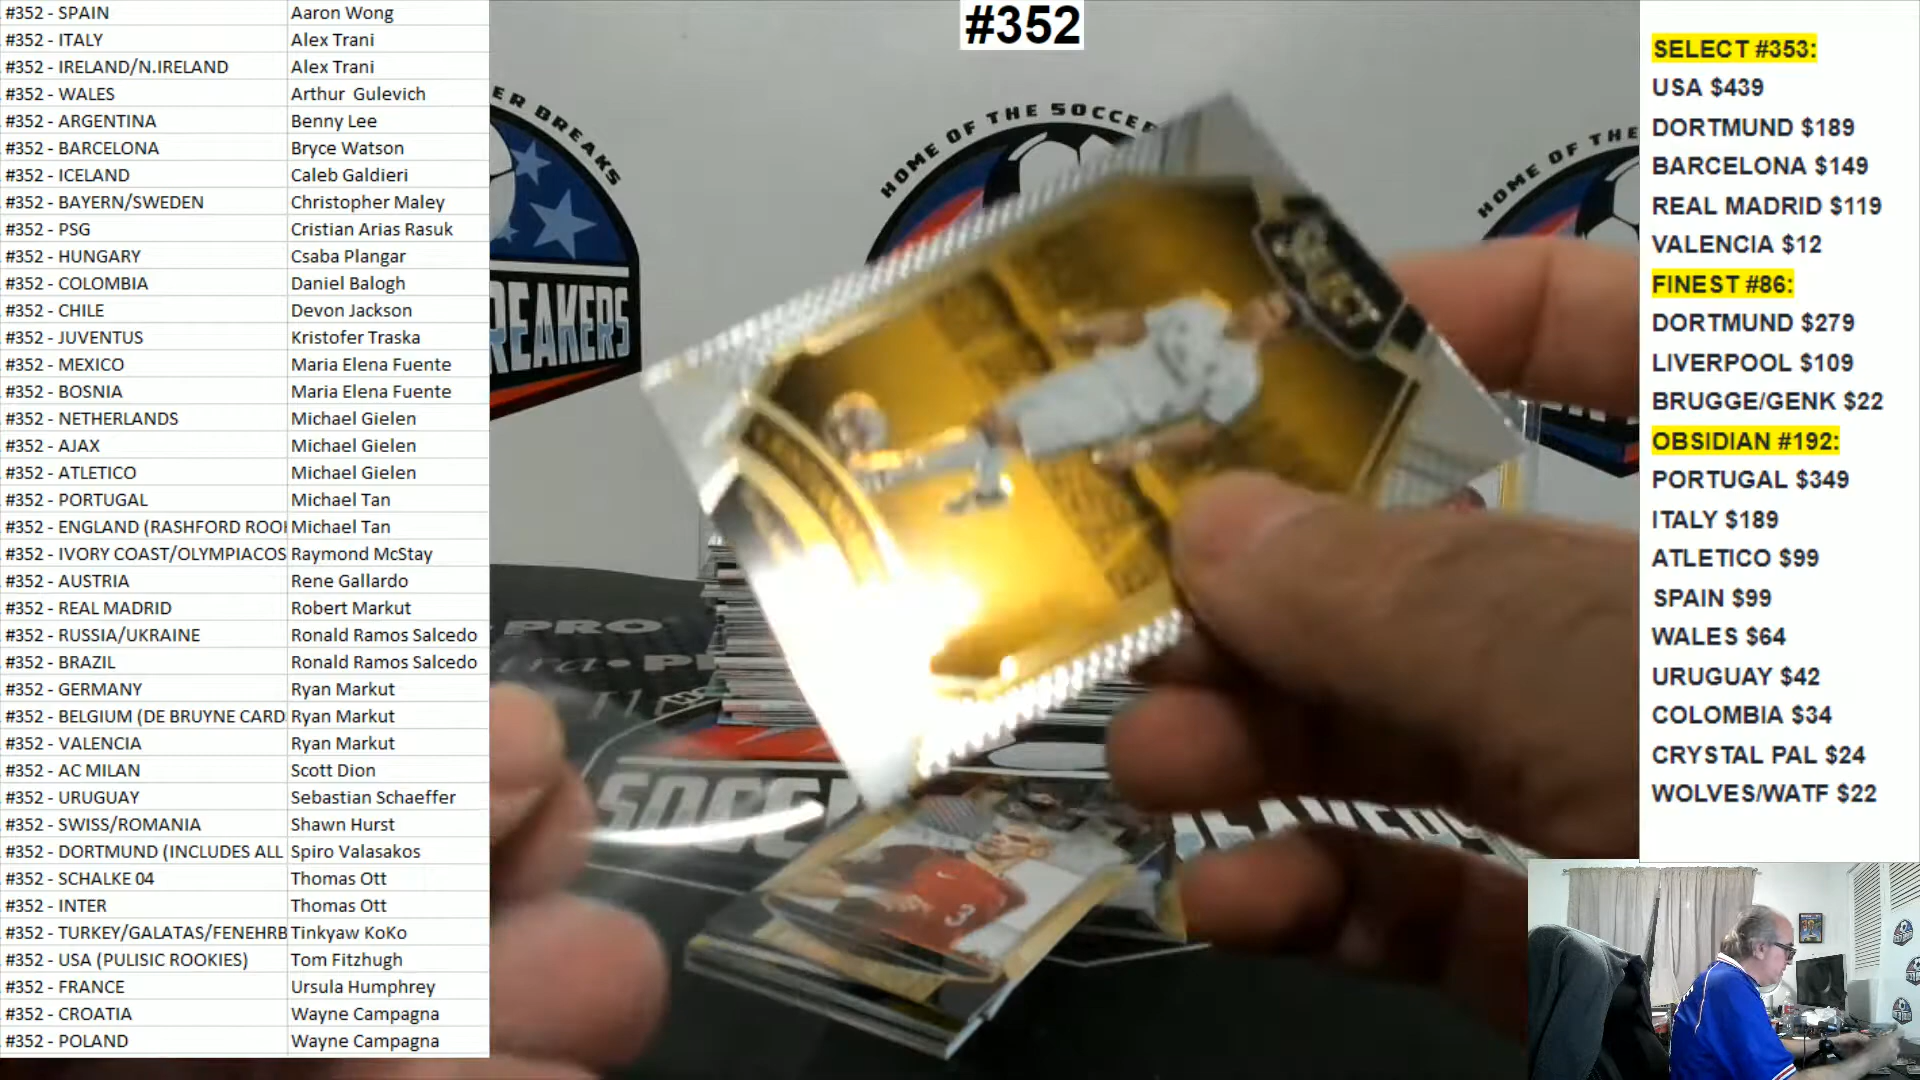 #352 - SPAIN Aaron Wong
#352 - ITALY Alex Trani
#352 - IRELAND/N.IRELAND Alex Trani
#352 - WALES Arthur Gulevich
#352 - ARGENTINA Benny Lee
#352 - BARCELONA Bryce Watson
#352 - ICELAND Caleb Galdieri
#352 - BAYERN/SWEDEN Christopher Maley
#352 - PSG Cristian Arias Rasuk
#352 - HUNGARY Csaba Plangar
#352 - COLOMBIA Daniel Balogh
#352 - CHILE Devon Jackson
#352 - JUVENTUS Kristofer Traska
#352 - MEXICO Maria Elena Fuente
#352 - BOSNIA Maria Elena Fuente
#352 - NETHERLANDS Michael Gielen
#352 - AJAX Michael Gielen
#352 - ATLETICO Michael Gielen
#352 - PORTUGAL Michael Tan
#352 - ENGLAND (RASHFORD ROOK Michael Tan
#352 - IVORY COAST/OLYMPIACOS Raymond McStay
#352 - AUSTRIA Rene Gallardo
#352 - REAL MADRID Robert Markut
#352 - RUSSIA/UKRAINE Ronald Ramos Salcedo
#352 - BRAZIL Ronald Ramos Salcedo
#352 - GERMANY Ryan Markut
#352 - BELGIUM (DE BRUYNE CARD Ryan Markut
#352 - VALENCIA Ryan Markut
#352 - AC MILAN Scott Dion
#352 - URUGUAY Sebastian Schaeffer
#352 - SWISS/ROMANIA Shawn Hurst
#352 - DORTMUND (INCLUDES ALL Spiro Valasakos
#352 - SCHALKE 04 Thomas Ott
#352 - INTER Thomas Ott
#352 - TURKEY/GALATAS/FENEHRB Tinkyaw KoKo
#352 - USA (PULISIC ROOKIES) Tom Fitzhugh
#352 - FRANCE Ursula Humphrey
#352 - CROATIA Wayne Campagna
#352 - POLAND Wayne Campagna
#352
ER BREAKS
REAKERS
HOME OF THE SOCCE
HOME OF THE
SELECT
PRO
SOCCE
3
SELECT #353:
USA $439
DORTMUND $189
BARCELONA $149
REAL MADRID $119
VALENCIA $12
FINEST #86:
DORTMUND $279
LIVERPOOL $109
BRUGGE/GENK $22
OBSIDIAN #192:
PORTUGAL $349
ITALY $189
ATLETICO $99
SPAIN $99
WALES $64
URUGUAY $42
COLOMBIA $34
CRYSTAL PAL $24
WOLVES/WATF $22